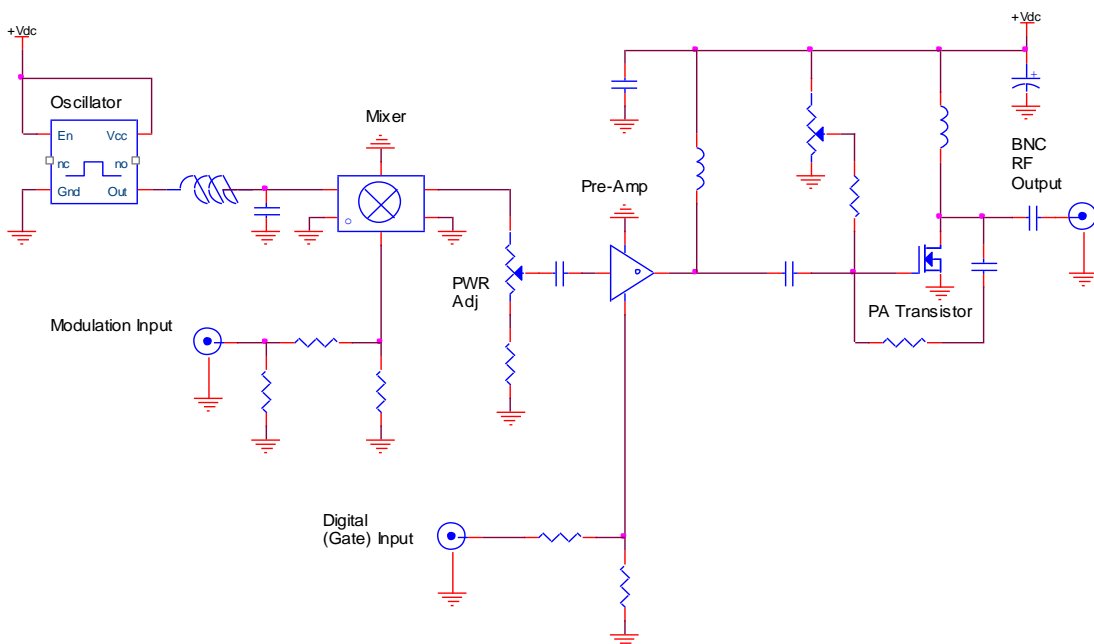 +Vdc
Oscillator
En
Vcc
nc
no
Gnd
Out
Mixer
+Vdc
BNC
RF
Output
Pre-Amp
PWR
Adj
PA Transistor
Modulation Input
Digital
(Gate) Input
+